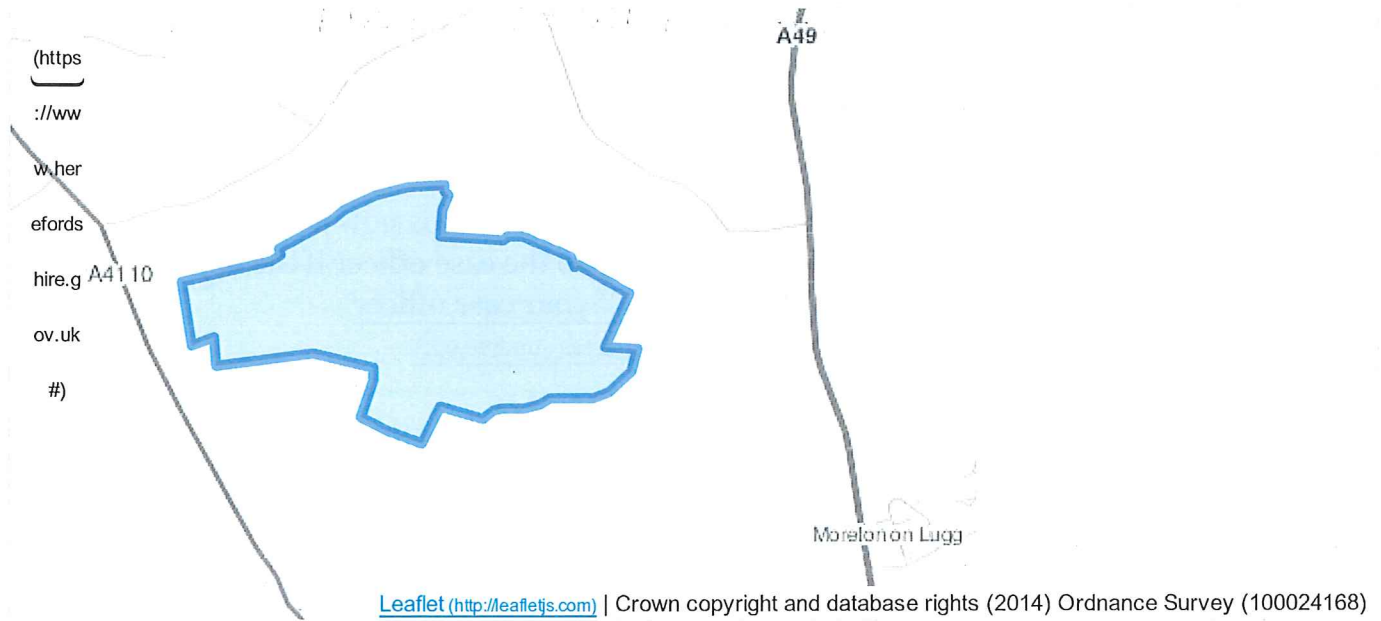 A49
(https
://ww
w.her
efords
hire.g
A4110
ov.uk
#)
Moreton on Lugg
Leaflet (http://leafletjs.com) | Crown copyright and database rights (2014) Ordnance Survey (100024168)